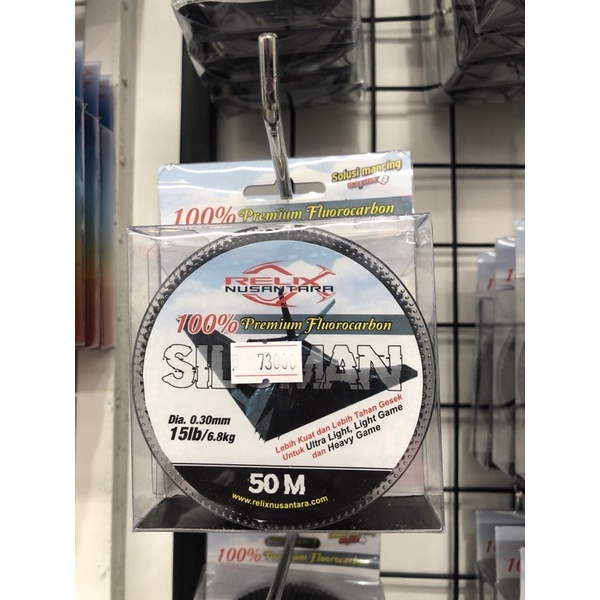 Solusi mancing
100% Premium Fluorocarbon
RELIX
NUSANTARA
100% Premium Fluorocarbon
73000
Dia. 0.30mm
15lb/6.8kg
Lebih Kuat dan Lebih Tahan Gesek
Untuk Ultra Light, Light Game
dan Heavy Game
50 M
www.relixnusantara.com
100% Premium Fluorocarbon
100%